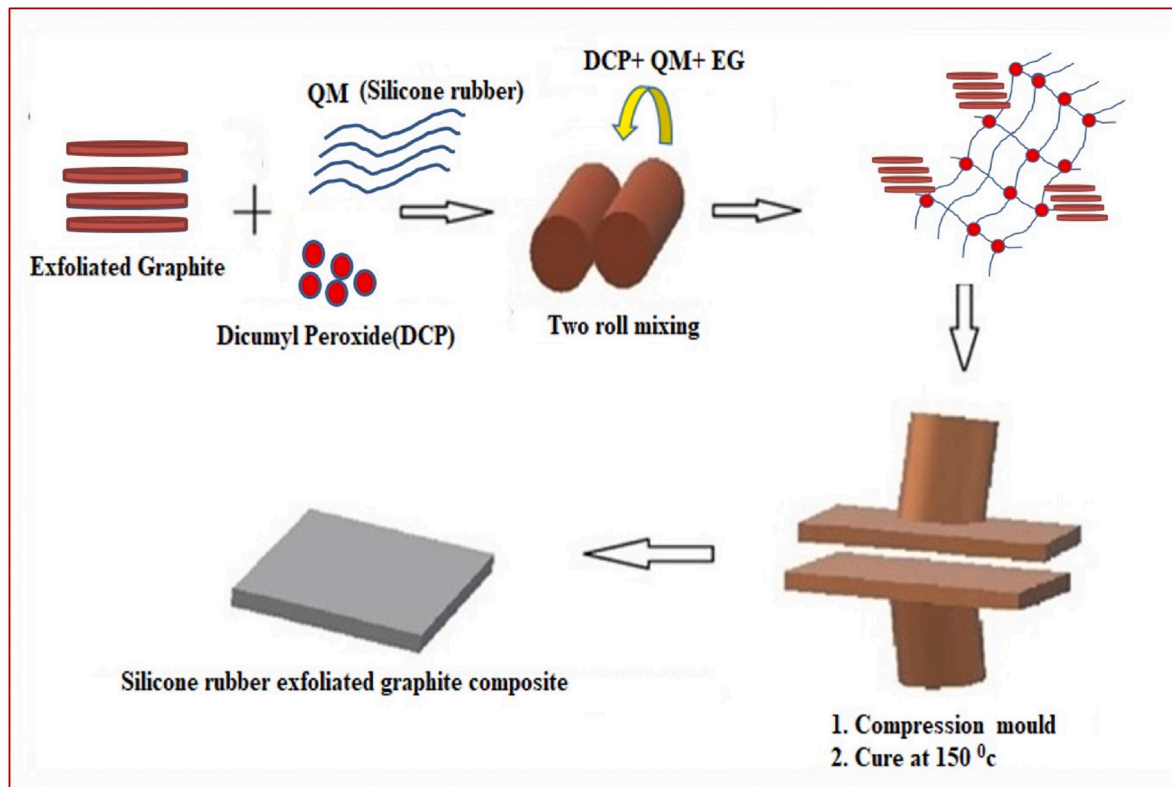 DCP+ QM+ EG
QM (Silicone rubber)
Exfoliated Graphite
Dicumyl Peroxide(DCP)
Two roll mixing
Silicone rubber exfoliated graphite composite
1. Compression mould
2. Cure at 150 ⁰c